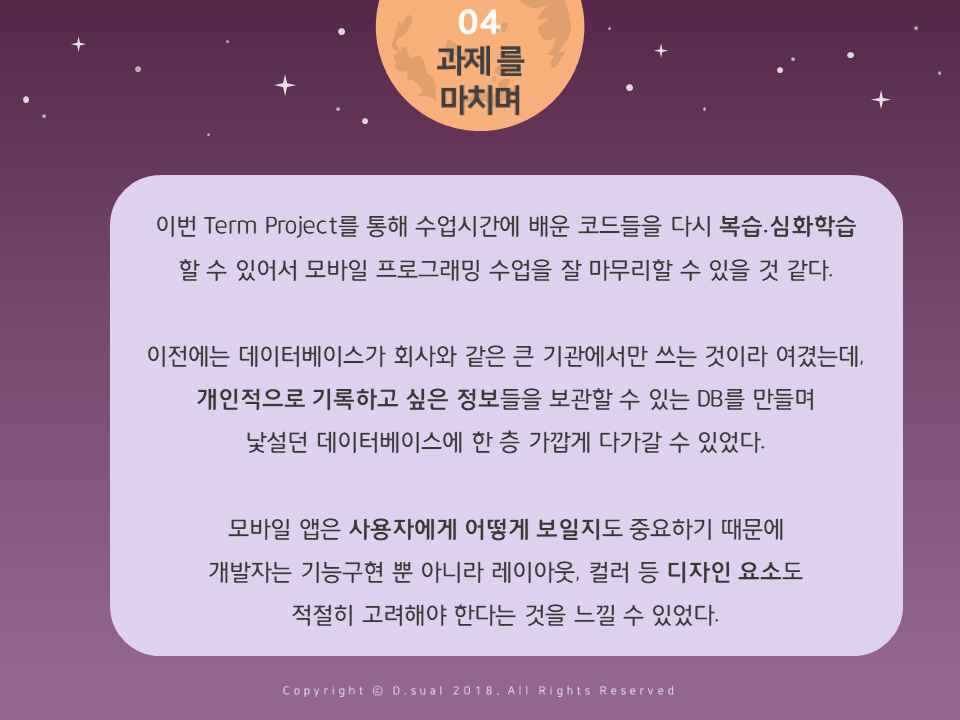 04
과제 를
마치며
이번 Term Project를 통해 수업시간에 배운 코드들을 다시 복습.심화학습
할 수 있어서 모바일 프로그래밍 수업을 잘 마무리할 수 있을 것 같다.
이전에는 데이터베이스가 회사와 같은 큰 기관에서만 쓰는 것이라 여겼는데,
개인적으로 기록하고 싶은 정보들을 보관할 수 있는 DB를 만들며
낯설던 데이터베이스에 한 층 가깝게 다가갈 수 있었다.
모바일 앱은 사용자에게 어떻게 보일지도 중요하기 때문에
개발자는 기능구현 뿐 아니라 레이아웃, 컬러 등 디자인 요소도
적절히 고려해야 한다는 것을 느낄 수 있었다.
Copyright © D.sual 2018. All Rights Reserved